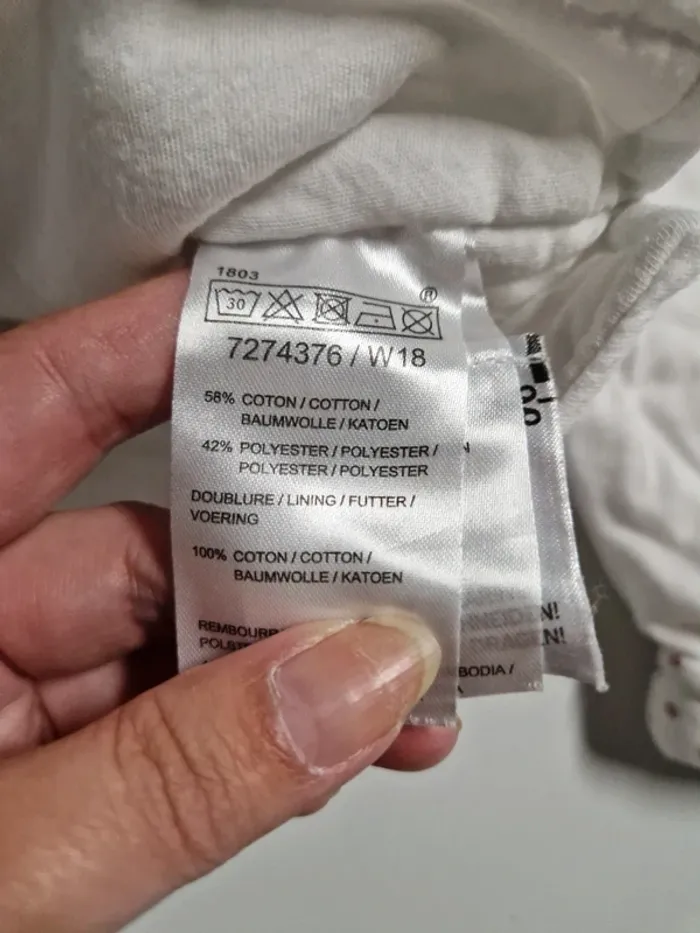 1803
®
30
7274376 / W18
58% COTON / COTTON /
BAUMWOLLE / KATOEN
42% POLYESTER / POLYESTER /
POLYESTER / POLYESTER
DOUBLURE / LINING / FUTTER /
VOERING
100% COTON / COTTON /
BAUMWOLLE / KATOEN